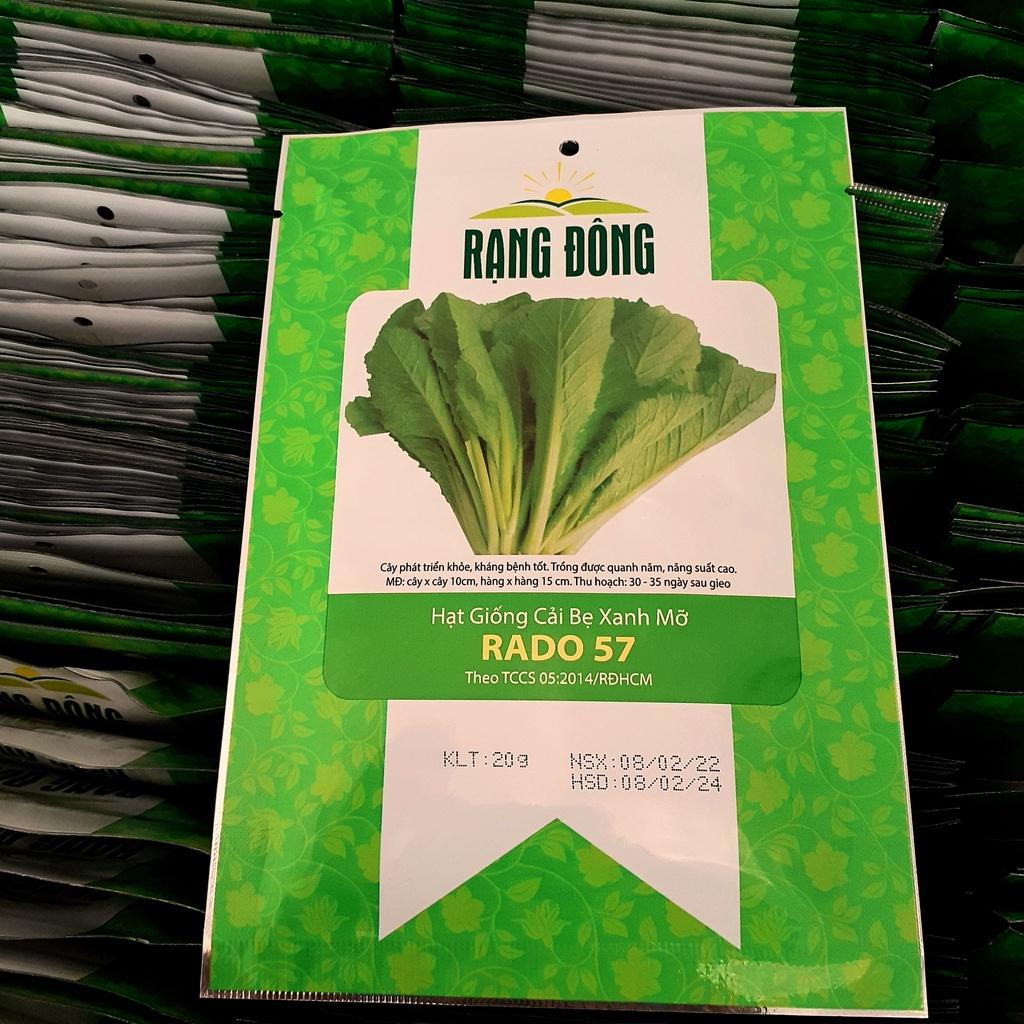 RẠNG ĐÔNG
Cây phát triển khỏe, kháng bệnh tốt. Trồng được quanh năm, năng suất cao.
MĐ: cây x cây 10cm, hàng x hàng 15 cm. Thu hoạch: 30 - 35 ngày sau gieo
Hạt Giống Cải Bẹ Xanh Mỡ
RADO 57
Theo TCCS 05:2014/RĐHCM
KLT:20g NSX:08/02/22
HSD:08/02/24